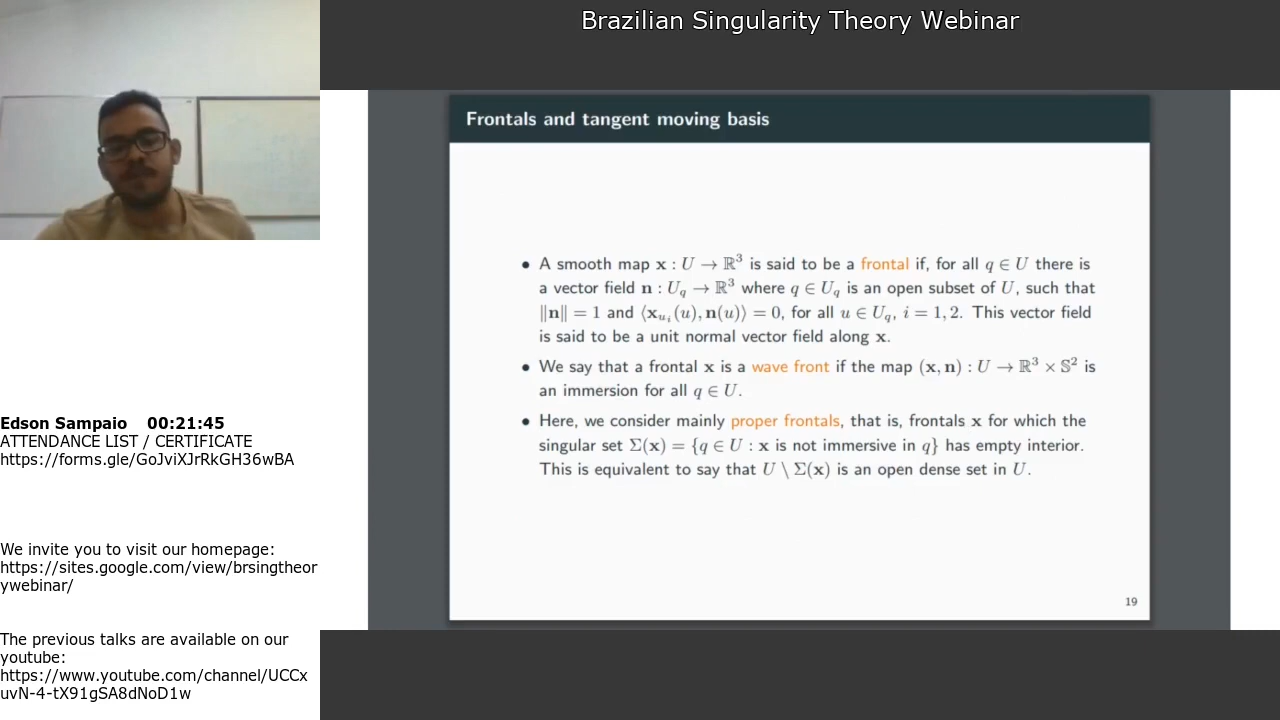 Brazilian Singularity Theory Webinar
Frontals and tangent moving basis
• A smooth map x : U → ℝ³ is said to be a frontal if, for all q ∈ U there is
a vector field n : U_q → ℝ³ where q ∈ U_q is an open subset of U, such that
‖n‖ = 1 and ⟨x_{u_i}(u), n(u)⟩ = 0, for all u ∈ U_q, i = 1, 2. This vector field
is said to be a unit normal vector field along x.
• We say that a frontal x is a wave front if the map (x, n) : U → ℝ³ × 𝕊² is
an immersion for all q ∈ U.
• Here, we consider mainly proper frontals, that is, frontals x for which the
singular set Σ(x) = {q ∈ U : x is not immersive in q} has empty interior.
This is equivalent to say that U \ Σ(x) is an open dense set in U.
19
Edson Sampaio 00:21:45
ATTENDANCE LIST / CERTIFICATE
https://forms.gle/GoJviXJrRkGH36wBA
We invite you to visit our homepage:
https://sites.google.com/view/brsingtheor
ywebinar/
The previous talks are available on our
youtube:
https://www.youtube.com/channel/UCCx
uvN-4-tX91gSA8dNoD1w